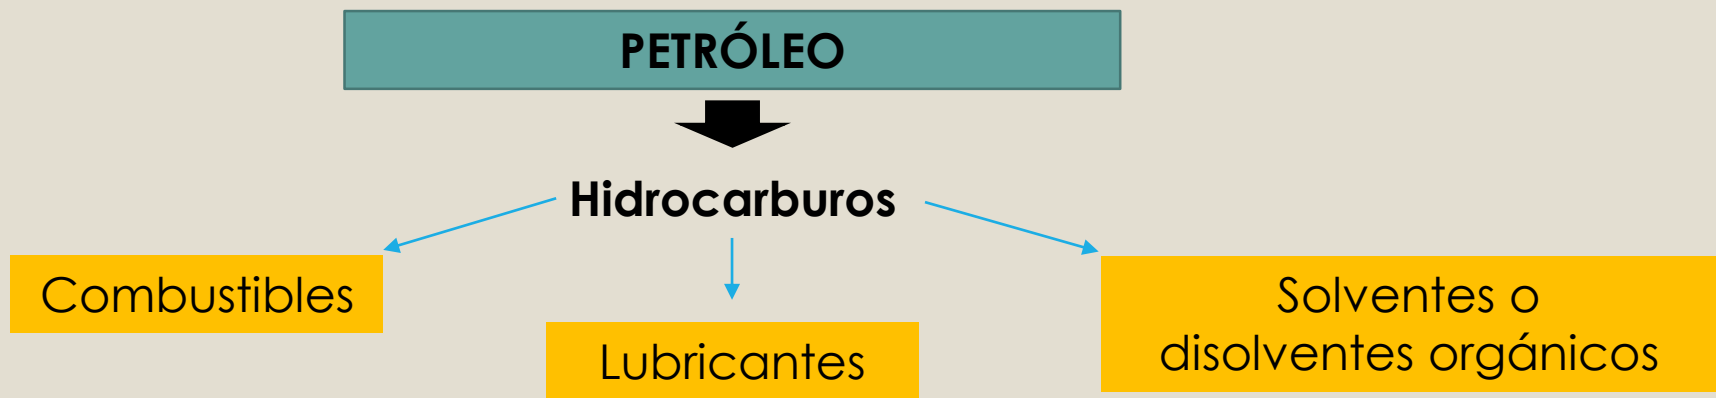 PETRÓLEO
Hidrocarburos
Combustibles
Lubricantes
Solventes o
disolventes orgánicos